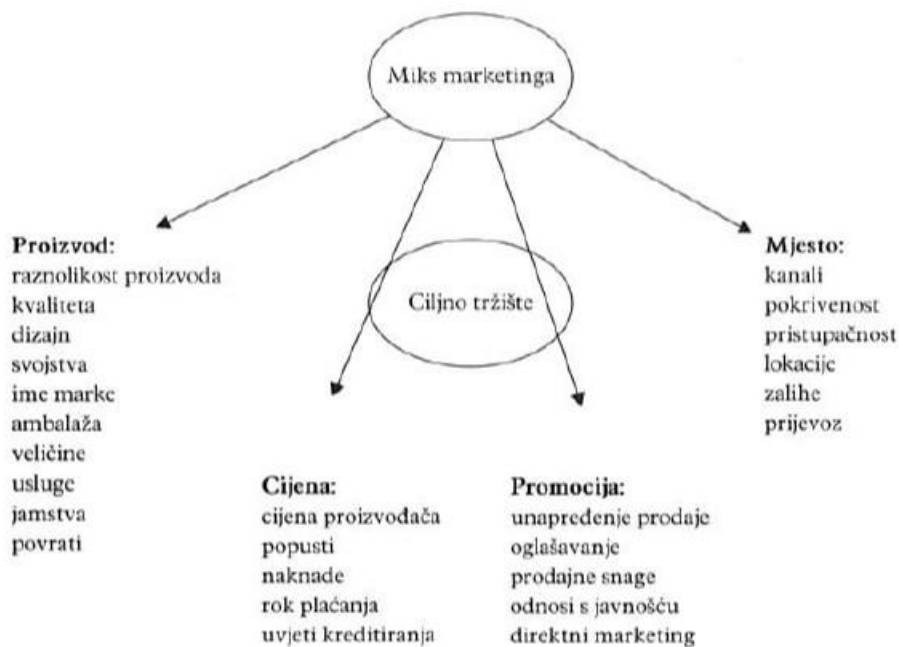 Miks marketinga
Ciljno tržište
Proizvod:
raznolikost proizvoda
kvaliteta
dizajn
svojstva
ime marke
ambalaža
veličine
usluge
jamstva
povrati
Cijena:
cijena proizvođača
popusti
naknade
rok plaćanja
uvjeti kreditiranja
Promocija:
unapređenje prodaje
oglašavanje
prodajne snage
odnosi s javnošću
direktni marketing
Mjesto:
kanali
pokrivenost
pristupačnost
lokacije
zalihe
prijevoz